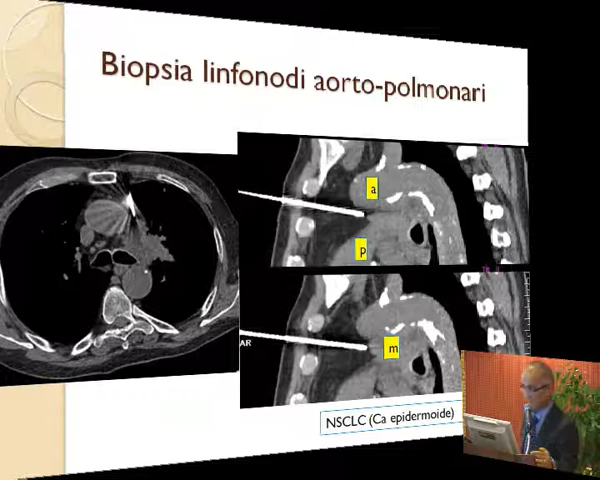 Biopsia linfonodi aorto-polmonari
a
p
AR
m
NSCLC (Ca epidermoide)